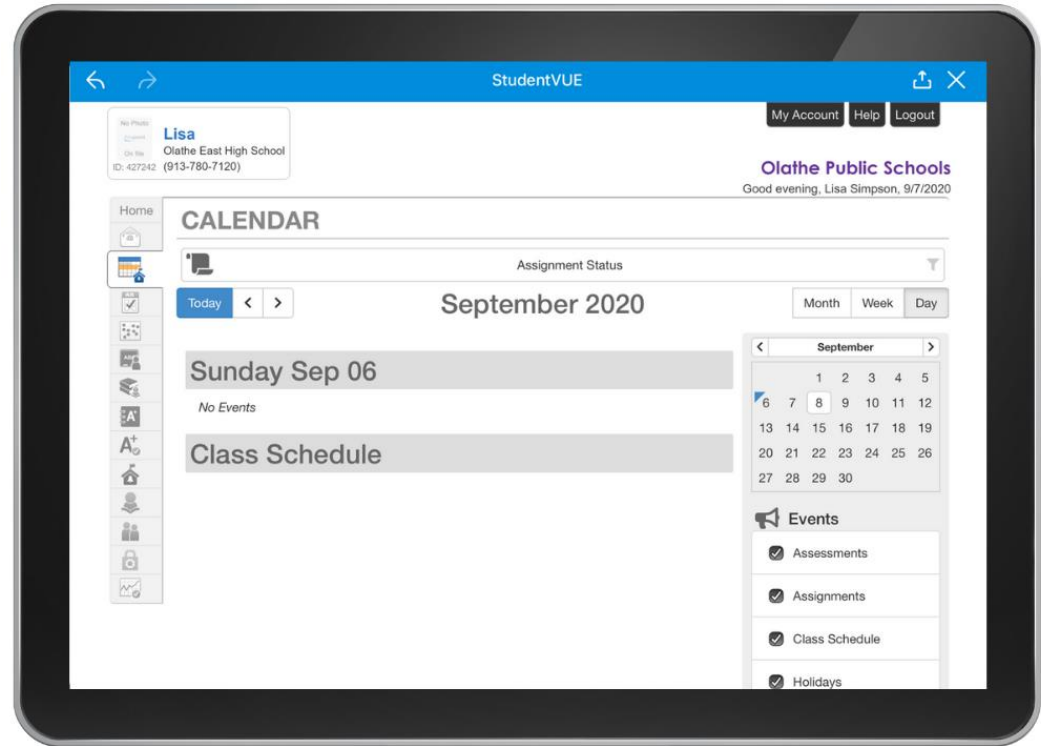 StudentVUE
No Photo
On file
Lisa
Olathe East High School
ID: 427242 (913-780-7120)
My Account Help Logout
Olathe Public Schools
Good evening, Lisa Simpson, 9/7/2020
Home
CALENDAR
Assignment Status
Today < >
September 2020
Month Week Day
Sunday Sep 06
No Events
Class Schedule
< September >
1 2 3 4 5
6 7 8 9 10 11 12
13 14 15 16 17 18 19
20 21 22 23 24 25 26
27 28 29 30
Events
Assessments
Assignments
Class Schedule
Holidays